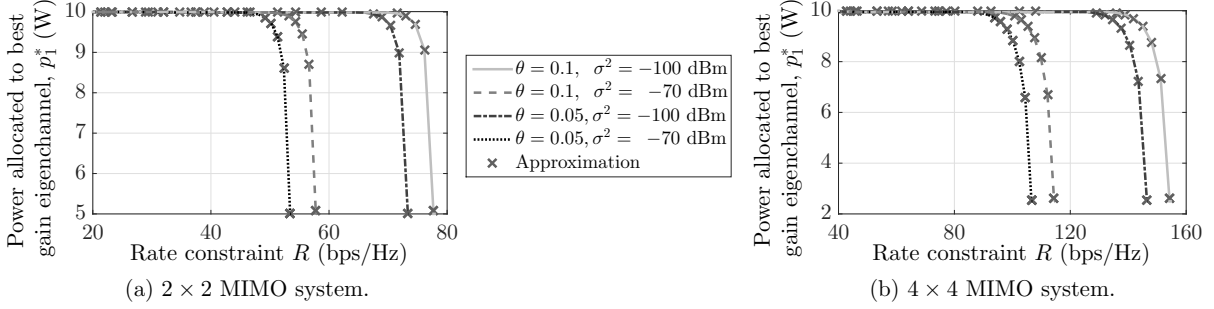 Power allocated to best
gain eigenchannel, p₁* (W)
10
9
8
7
6
5
20
40
60
80
Rate constraint R (bps/Hz)
(a) 2 × 2 MIMO system.
θ = 0.1, σ² = −100 dBm
θ = 0.1, σ² = −70 dBm
θ = 0.05, σ² = −100 dBm
θ = 0.05, σ² = −70 dBm
Approximation
Power allocated to best
gain eigenchannel, p₁* (W)
10
8
6
4
2
40
80
120
160
Rate constraint R (bps/Hz)
(b) 4 × 4 MIMO system.